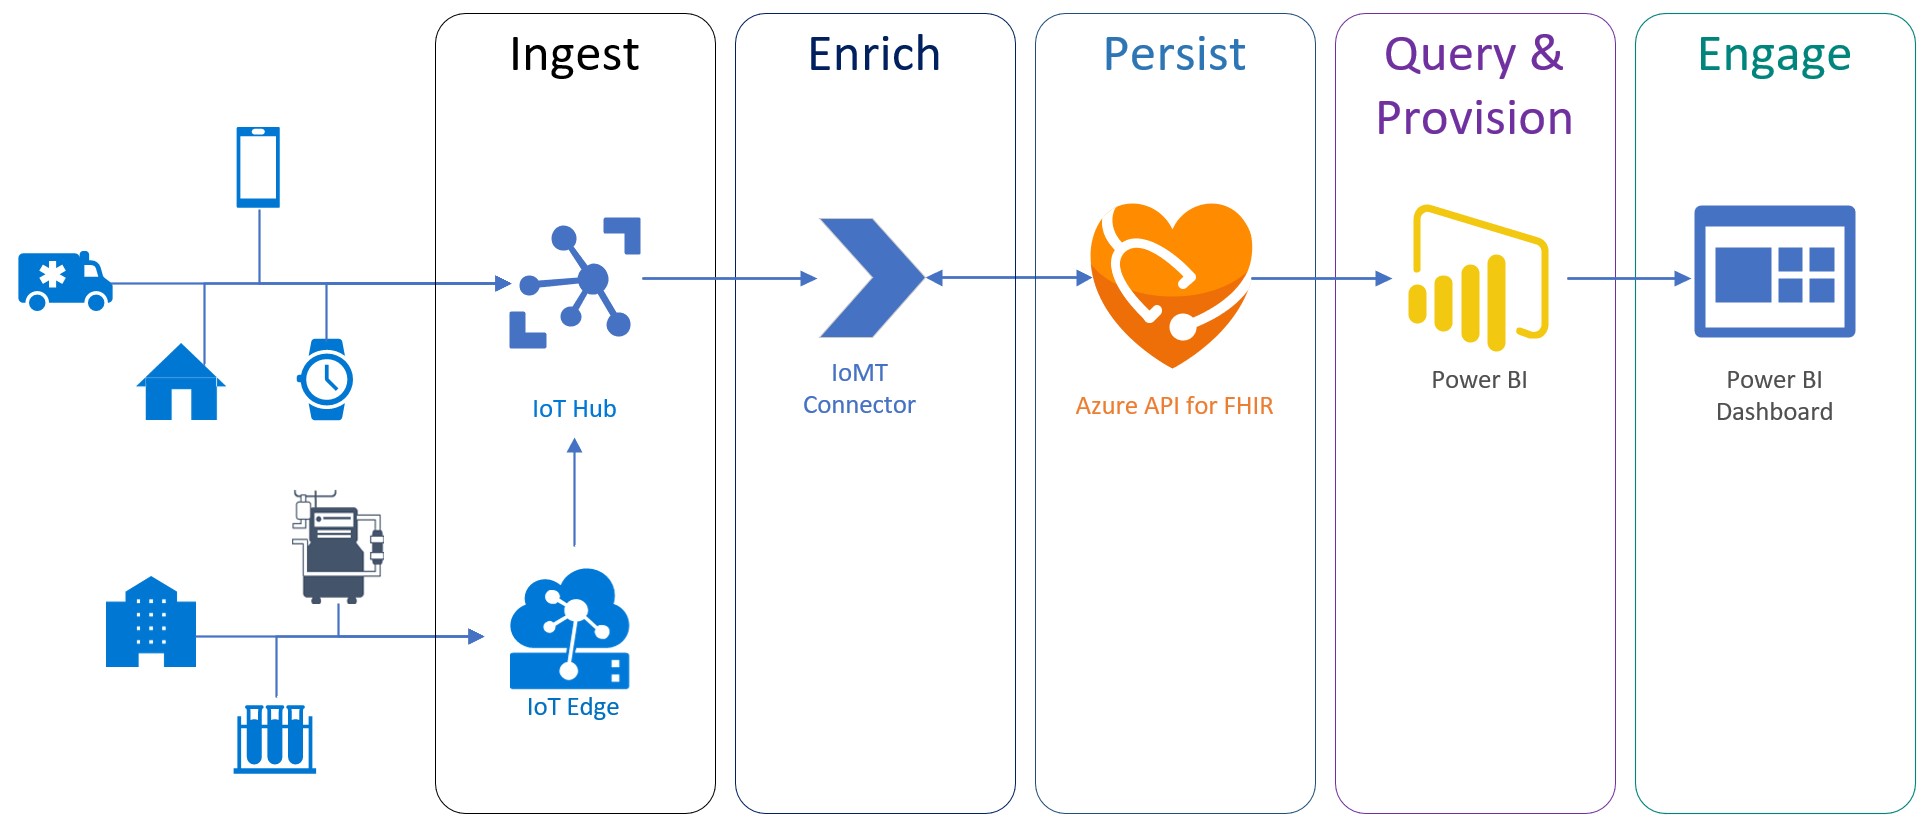 Ingest
Enrich
Persist
Query &
Provision
Engage
IoT Hub
IoMT
Connector
Azure API for FHIR
Power BI
Power BI
Dashboard
IoT Edge